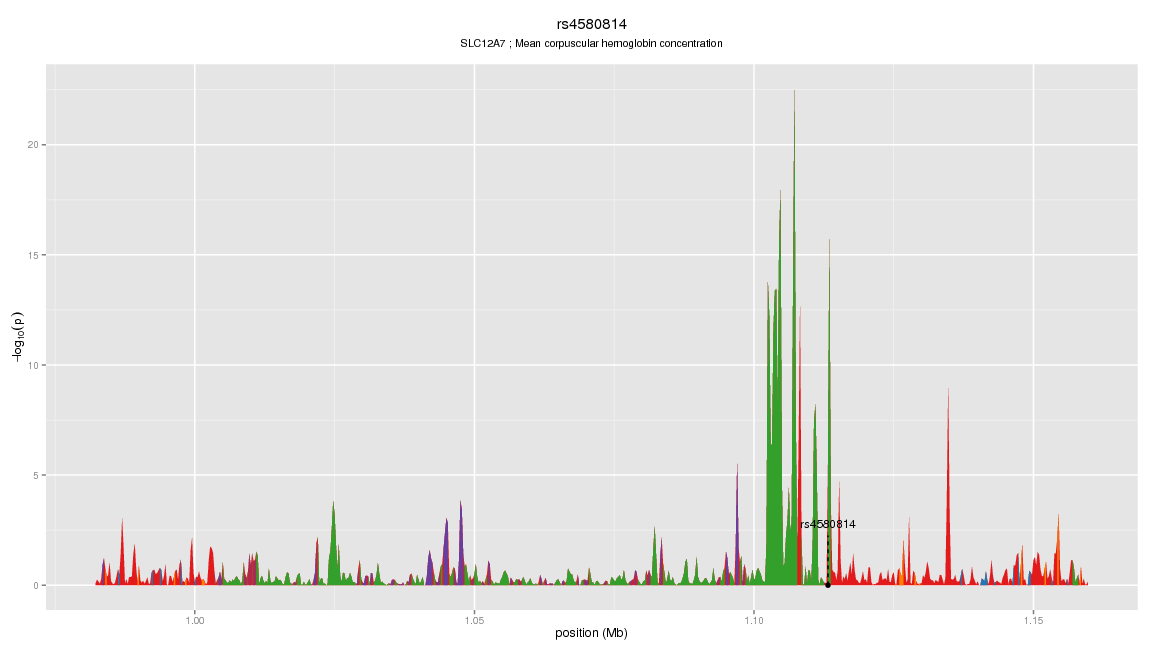 rs4580814
SLC12A7 ; Mean corpuscular hemoglobin concentration
−log10(p)
20
15
10
5
0
rs4580814
1.00
1.05
1.10
1.15
position (Mb)